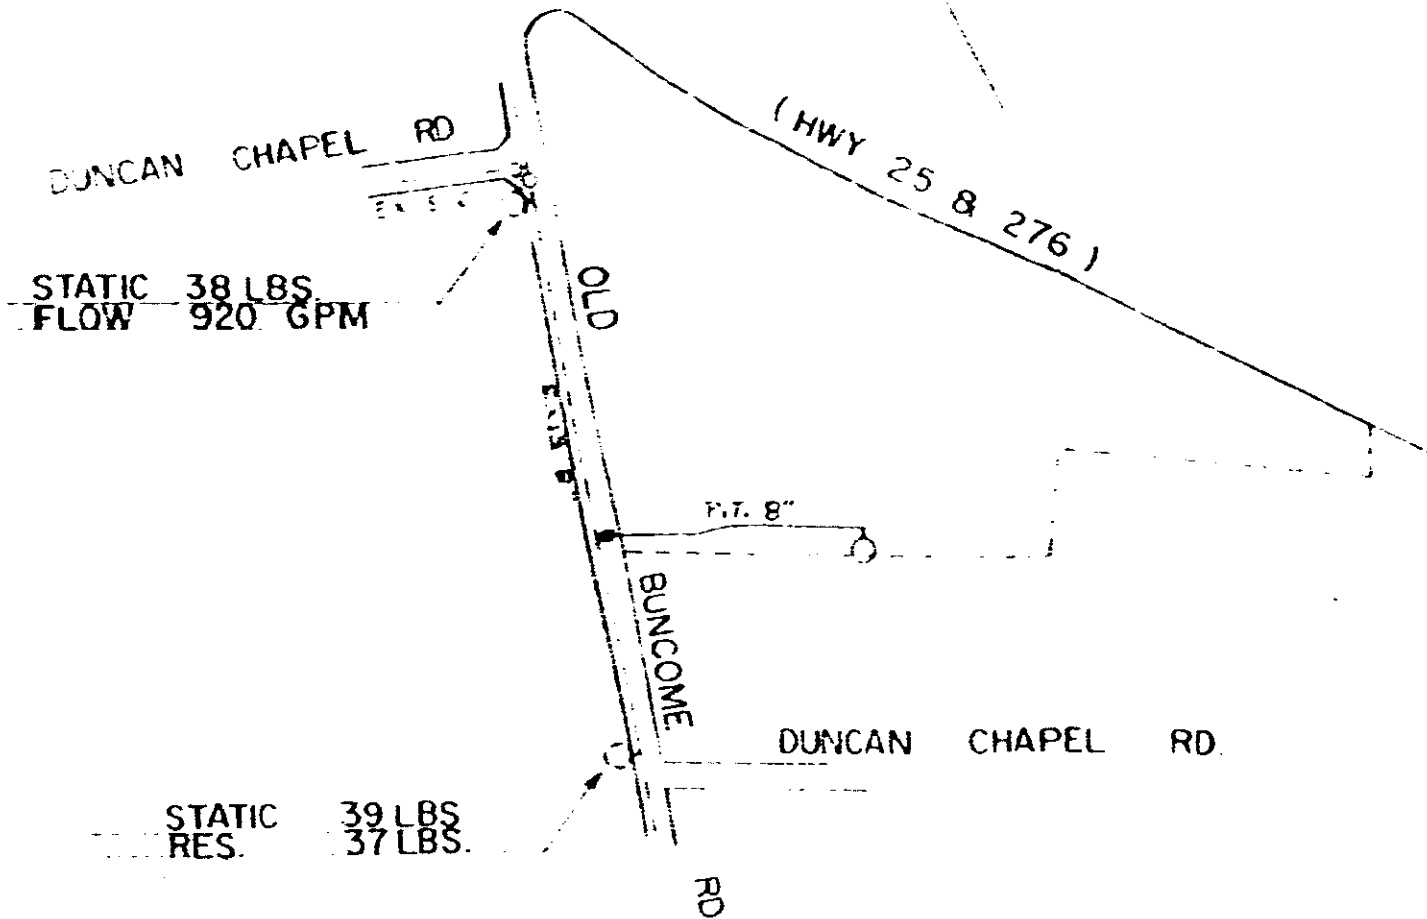 DUNCAN CHAPEL RD
( HWY 25 & 276 )
STATIC 38 LBS.
FLOW 920 GPM
OLD
8"
BUNCOME
DUNCAN CHAPEL RD.
STATIC 39 LBS
RES. 37 LBS.
RD